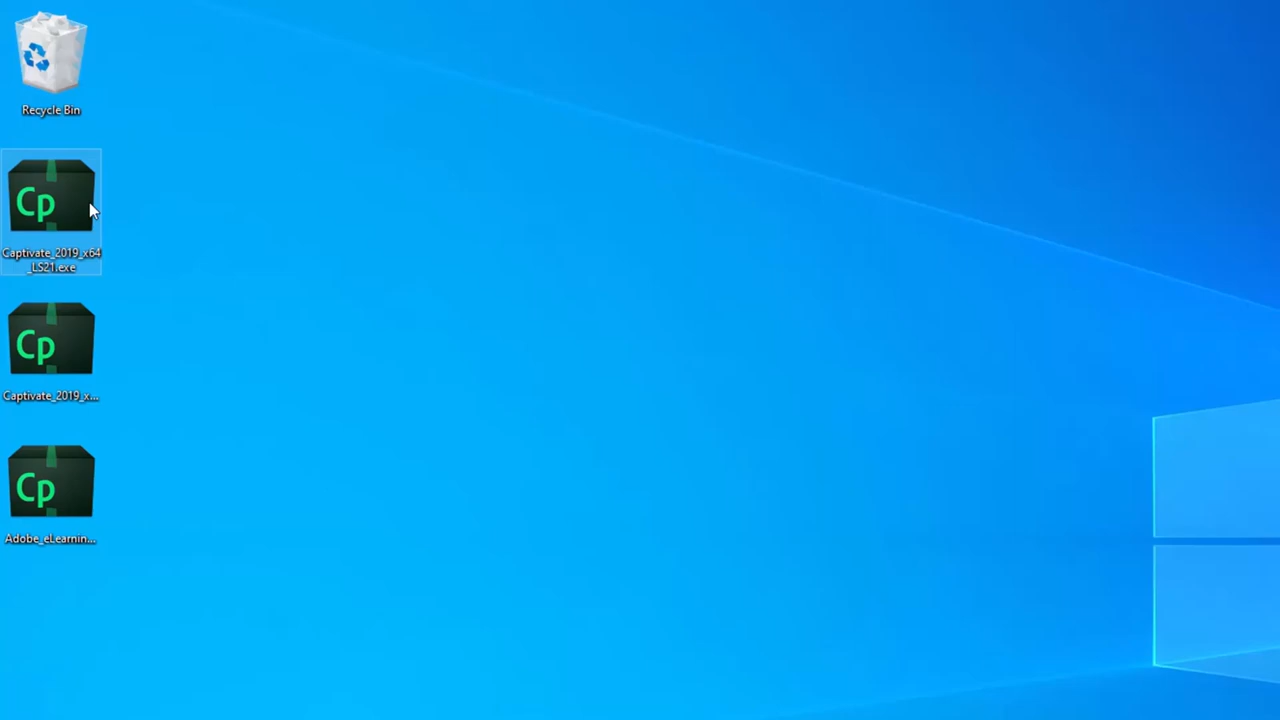 Recycle Bin
Cp
Captivate_2019_x64
_LS21.exe
Cp
Captivate_2019_x...
Cp
Adobe_eLearnin...